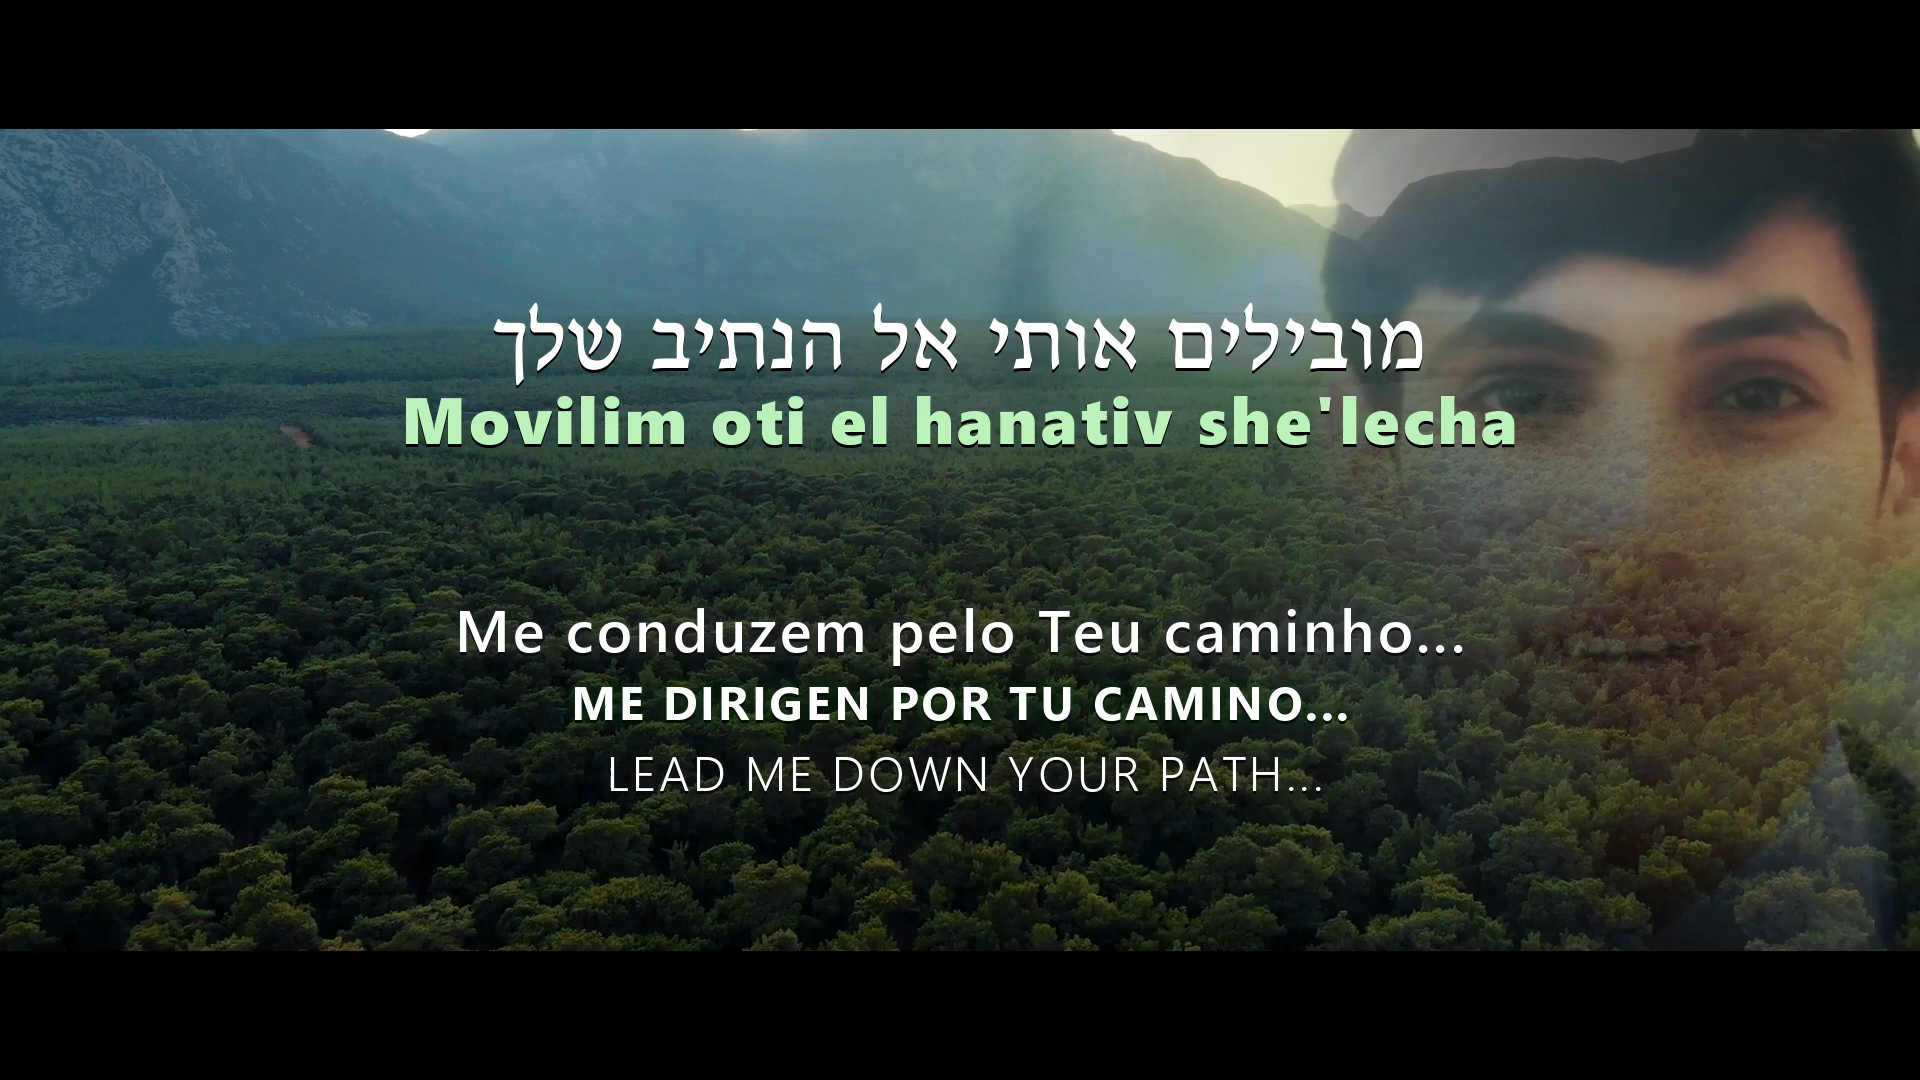 מובילים אותי אל הנתיב שלך
Movilim oti el hanativ she'lecha
Me conduzem pelo Teu caminho...
ME DIRIGEN POR TU CAMINO...
LEAD ME DOWN YOUR PATH...